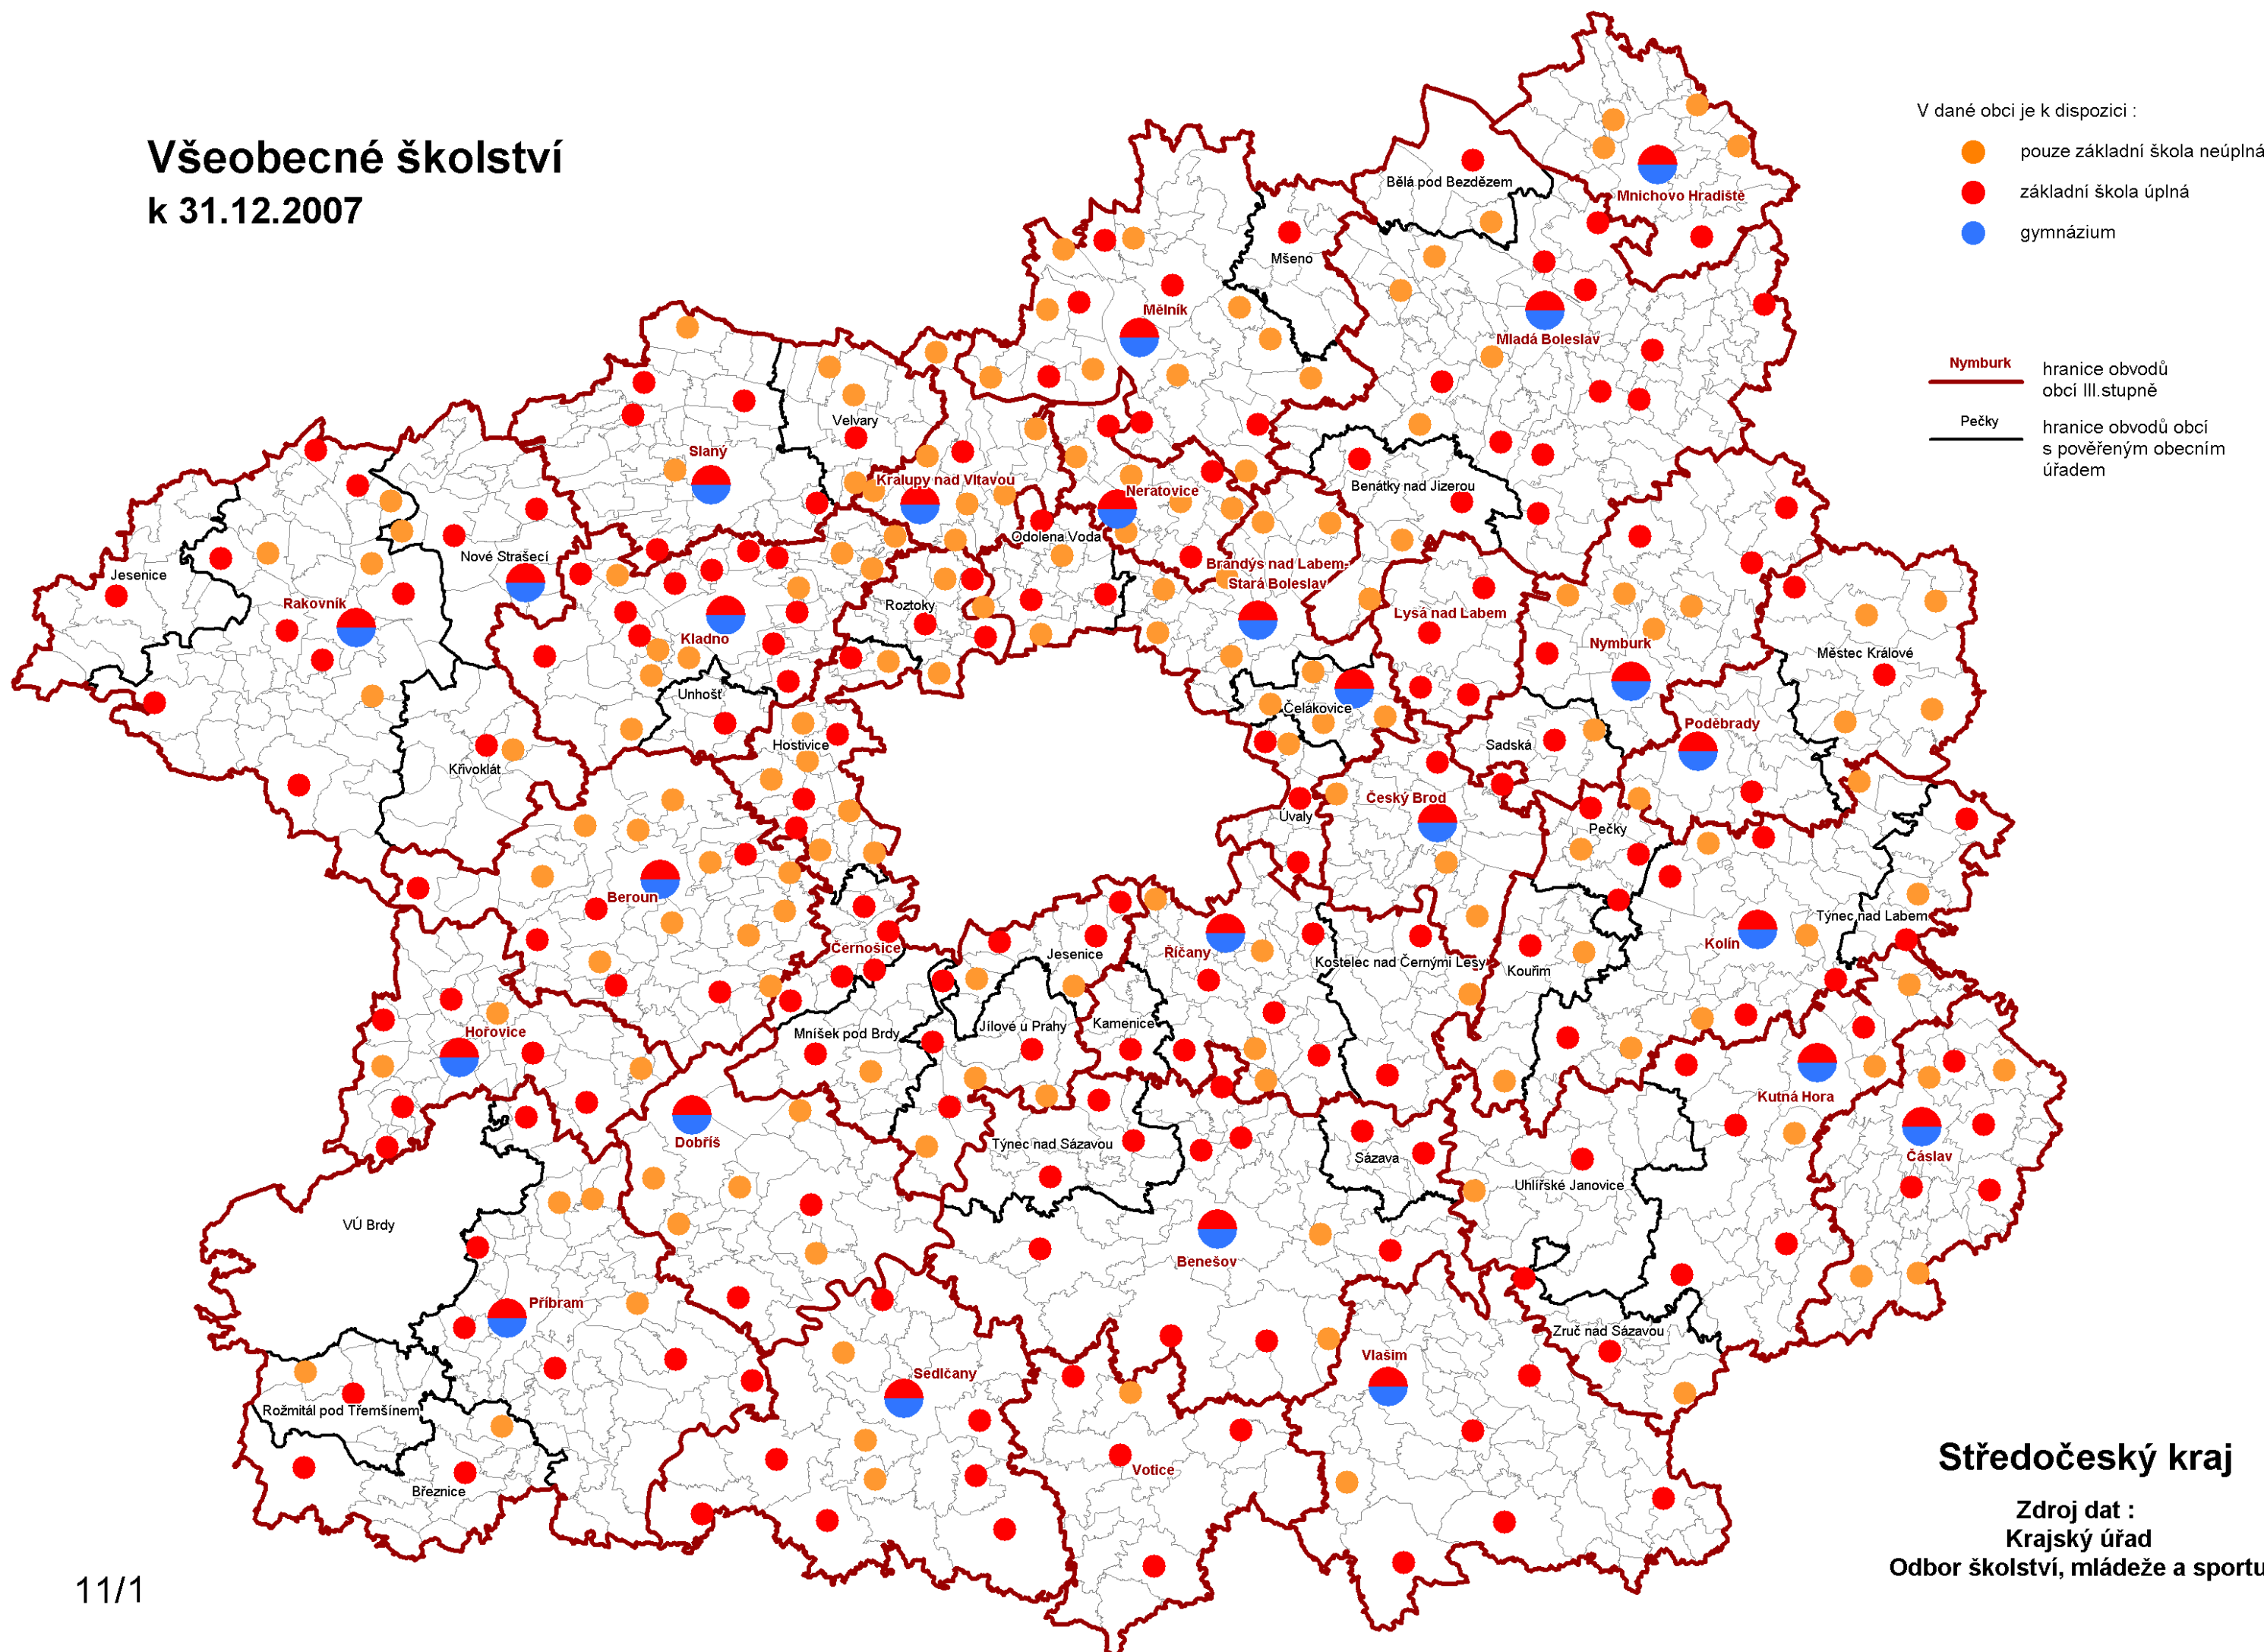 Všeobecné školství
k 31.12.2007
V dané obci je k dispozici :
pouze základní škola neúplná
základní škola úplná
gymnázium
Nymburk
hranice obvodů
obcí III.stupně
Pečky
hranice obvodů obcí
s pověřeným obecním
úřadem
Bělá pod Bezdězem
Mnichovo Hradiště
Mšeno
Mělník
Mladá Boleslav
Velvary
Slaný
Kralupy nad Vltavou
Neratovice
Benátky nad Jizerou
Odolena Voda
Nové Strašecí
Jesenice
Brandýs nad Labem-
Stará Boleslav
Rakovník
Roztoky
Lysá nad Labem
Kladno
Nymburk
Městec Králové
Unhošť
Čelákovice
Poděbrady
Hostivice
Sadská
Křivoklát
Český Brod
Úvaly
Pečky
Beroun
Týnec nad Labem
Černošice
Říčany
Kolín
Jesenice
Kostelec nad Černými Lesy
Kouřim
Hořovice
Mníšek pod Brdy
Jílové u Prahy
Kamenice
Kutná Hora
Dobříš
Týnec nad Sázavou
Sázava
Čáslav
Uhlířské Janovice
VÚ Brdy
Benešov
Příbram
Zruč nad Sázavou
Vlašim
Sedlčany
Rožmitál pod Třemšínem
Votice
Březnice
Středočeský kraj
Zdroj dat :
Krajský úřad
Odbor školství, mládeže a sportu
11/1